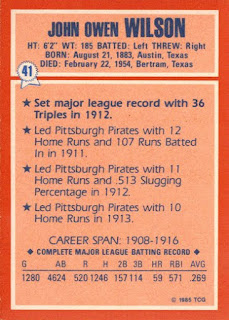 JOHN OWEN WILSON
HT: 6'2" WT: 185 BATTED: Left THREW: Right
BORN: August 21, 1883, Austin, Texas
DIED: February 22, 1954, Bertram, Texas
41
★ Set major league record with 36
Triples in 1912.
★ Led Pittsburgh Pirates with 12
Home Runs and 107 Runs Batted
In in 1911.
★ Led Pittsburgh Pirates with 11
Home Runs and .513 Slugging
Percentage in 1912.
★ Led Pittsburgh Pirates with 10
Home Runs in 1913.
CAREER SPAN: 1908-1916
◆ COMPLETE MAJOR LEAGUE BATTING RECORD ◆
G AB R H 2B 3B HR RBI AVG
1280 4624 520 1246 157 114 59 571 .269
© 1985 TCG